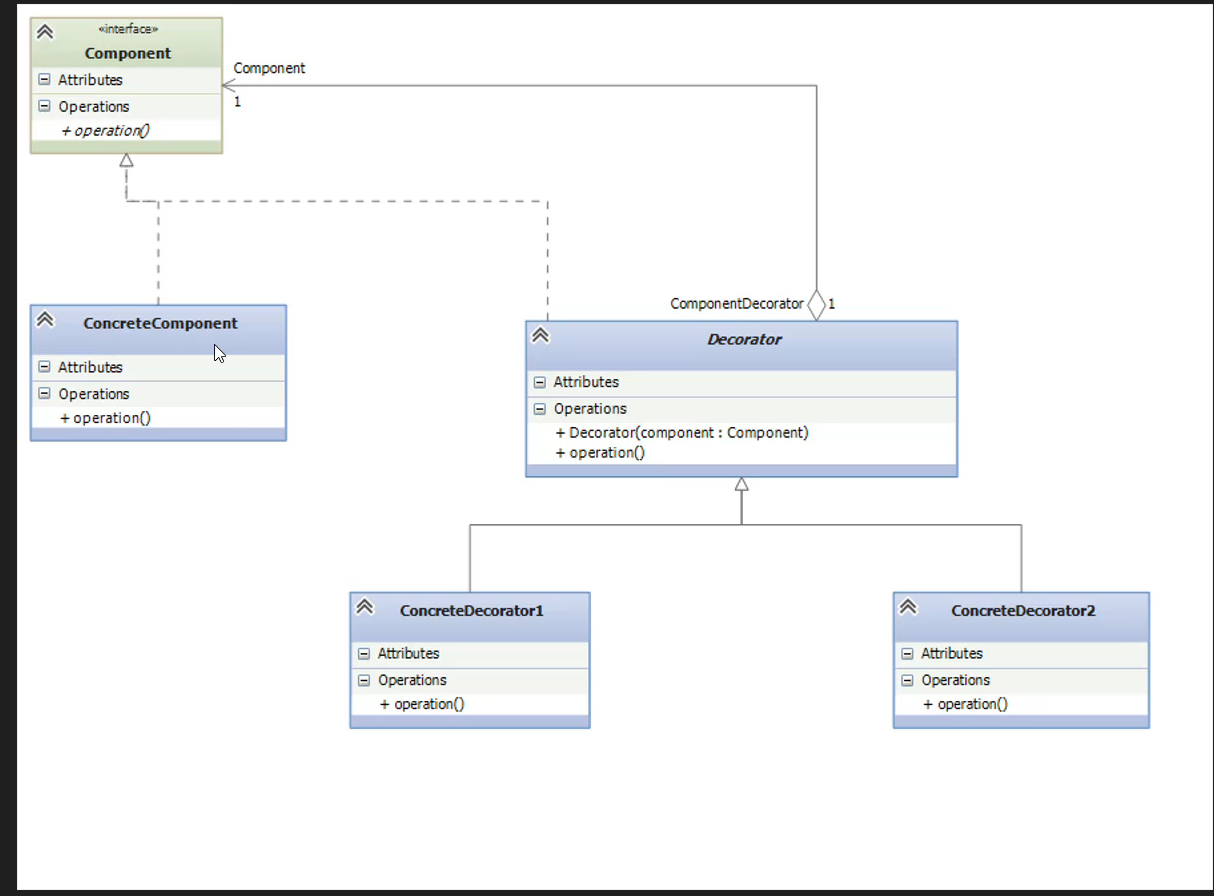 «interface»
Component
Attributes
Operations
+ operation()
Component
1
ConcreteComponent
Attributes
Operations
+ operation()
ComponentDecorator
1
Decorator
Attributes
Operations
+ Decorator(component : Component)
+ operation()
ConcreteDecorator1
Attributes
Operations
+ operation()
ConcreteDecorator2
Attributes
Operations
+ operation()